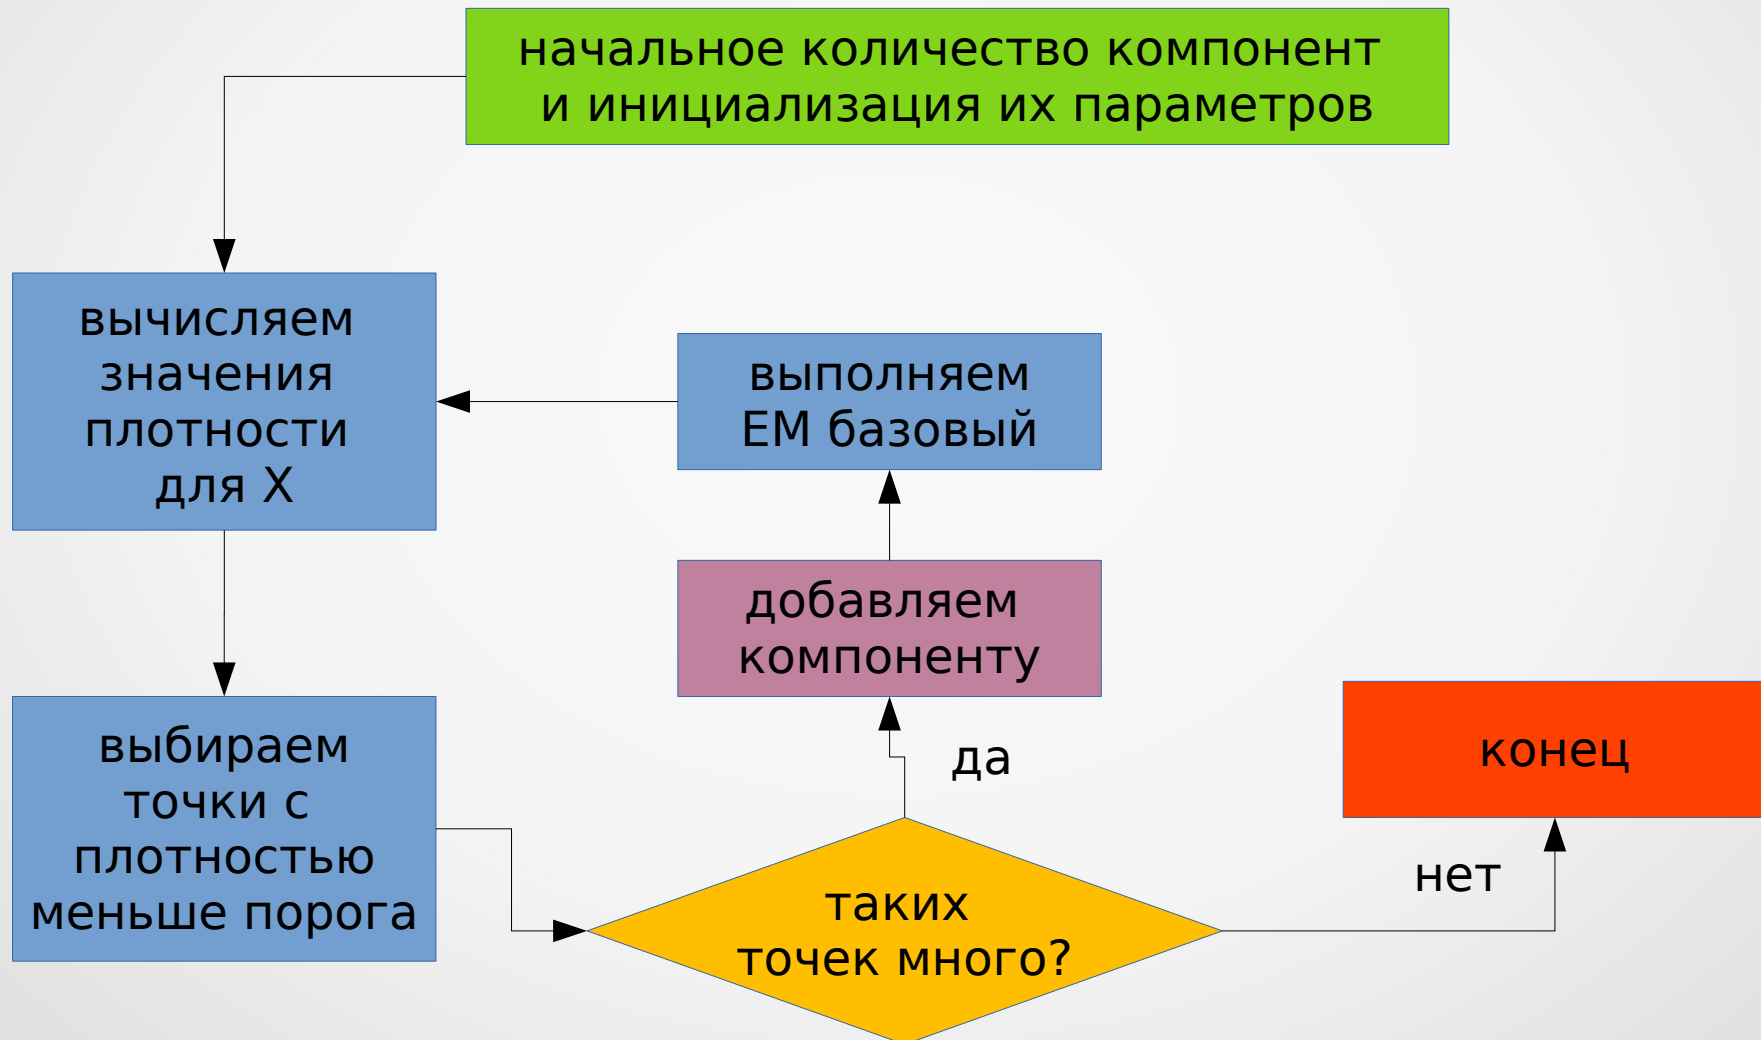 начальное количество компонент
и инициализация их параметров
вычисляем
значения
плотности
для X
выполняем
EM базовый
добавляем
компоненту
выбираем
точки с
плотностью
меньше порога
да
конец
нет
таких
точек много?